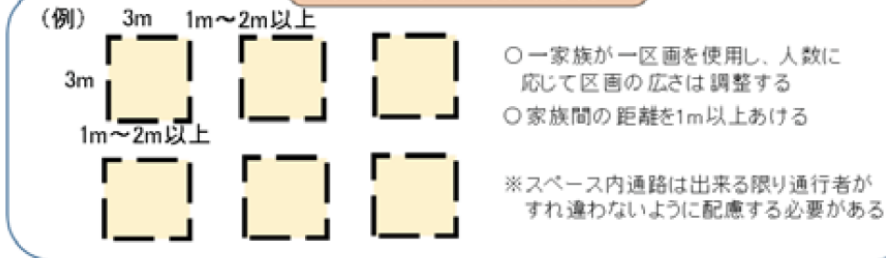 (例) 3m 1m～2m以上
3m
1m～2m以上
○一家族が一区画を使用し、人数に
応じて区画の広さは調整する
○家族間の距離を1m以上あける
※スペース内通路は出来る限り通行者が
すれ違わないように配慮する必要がある